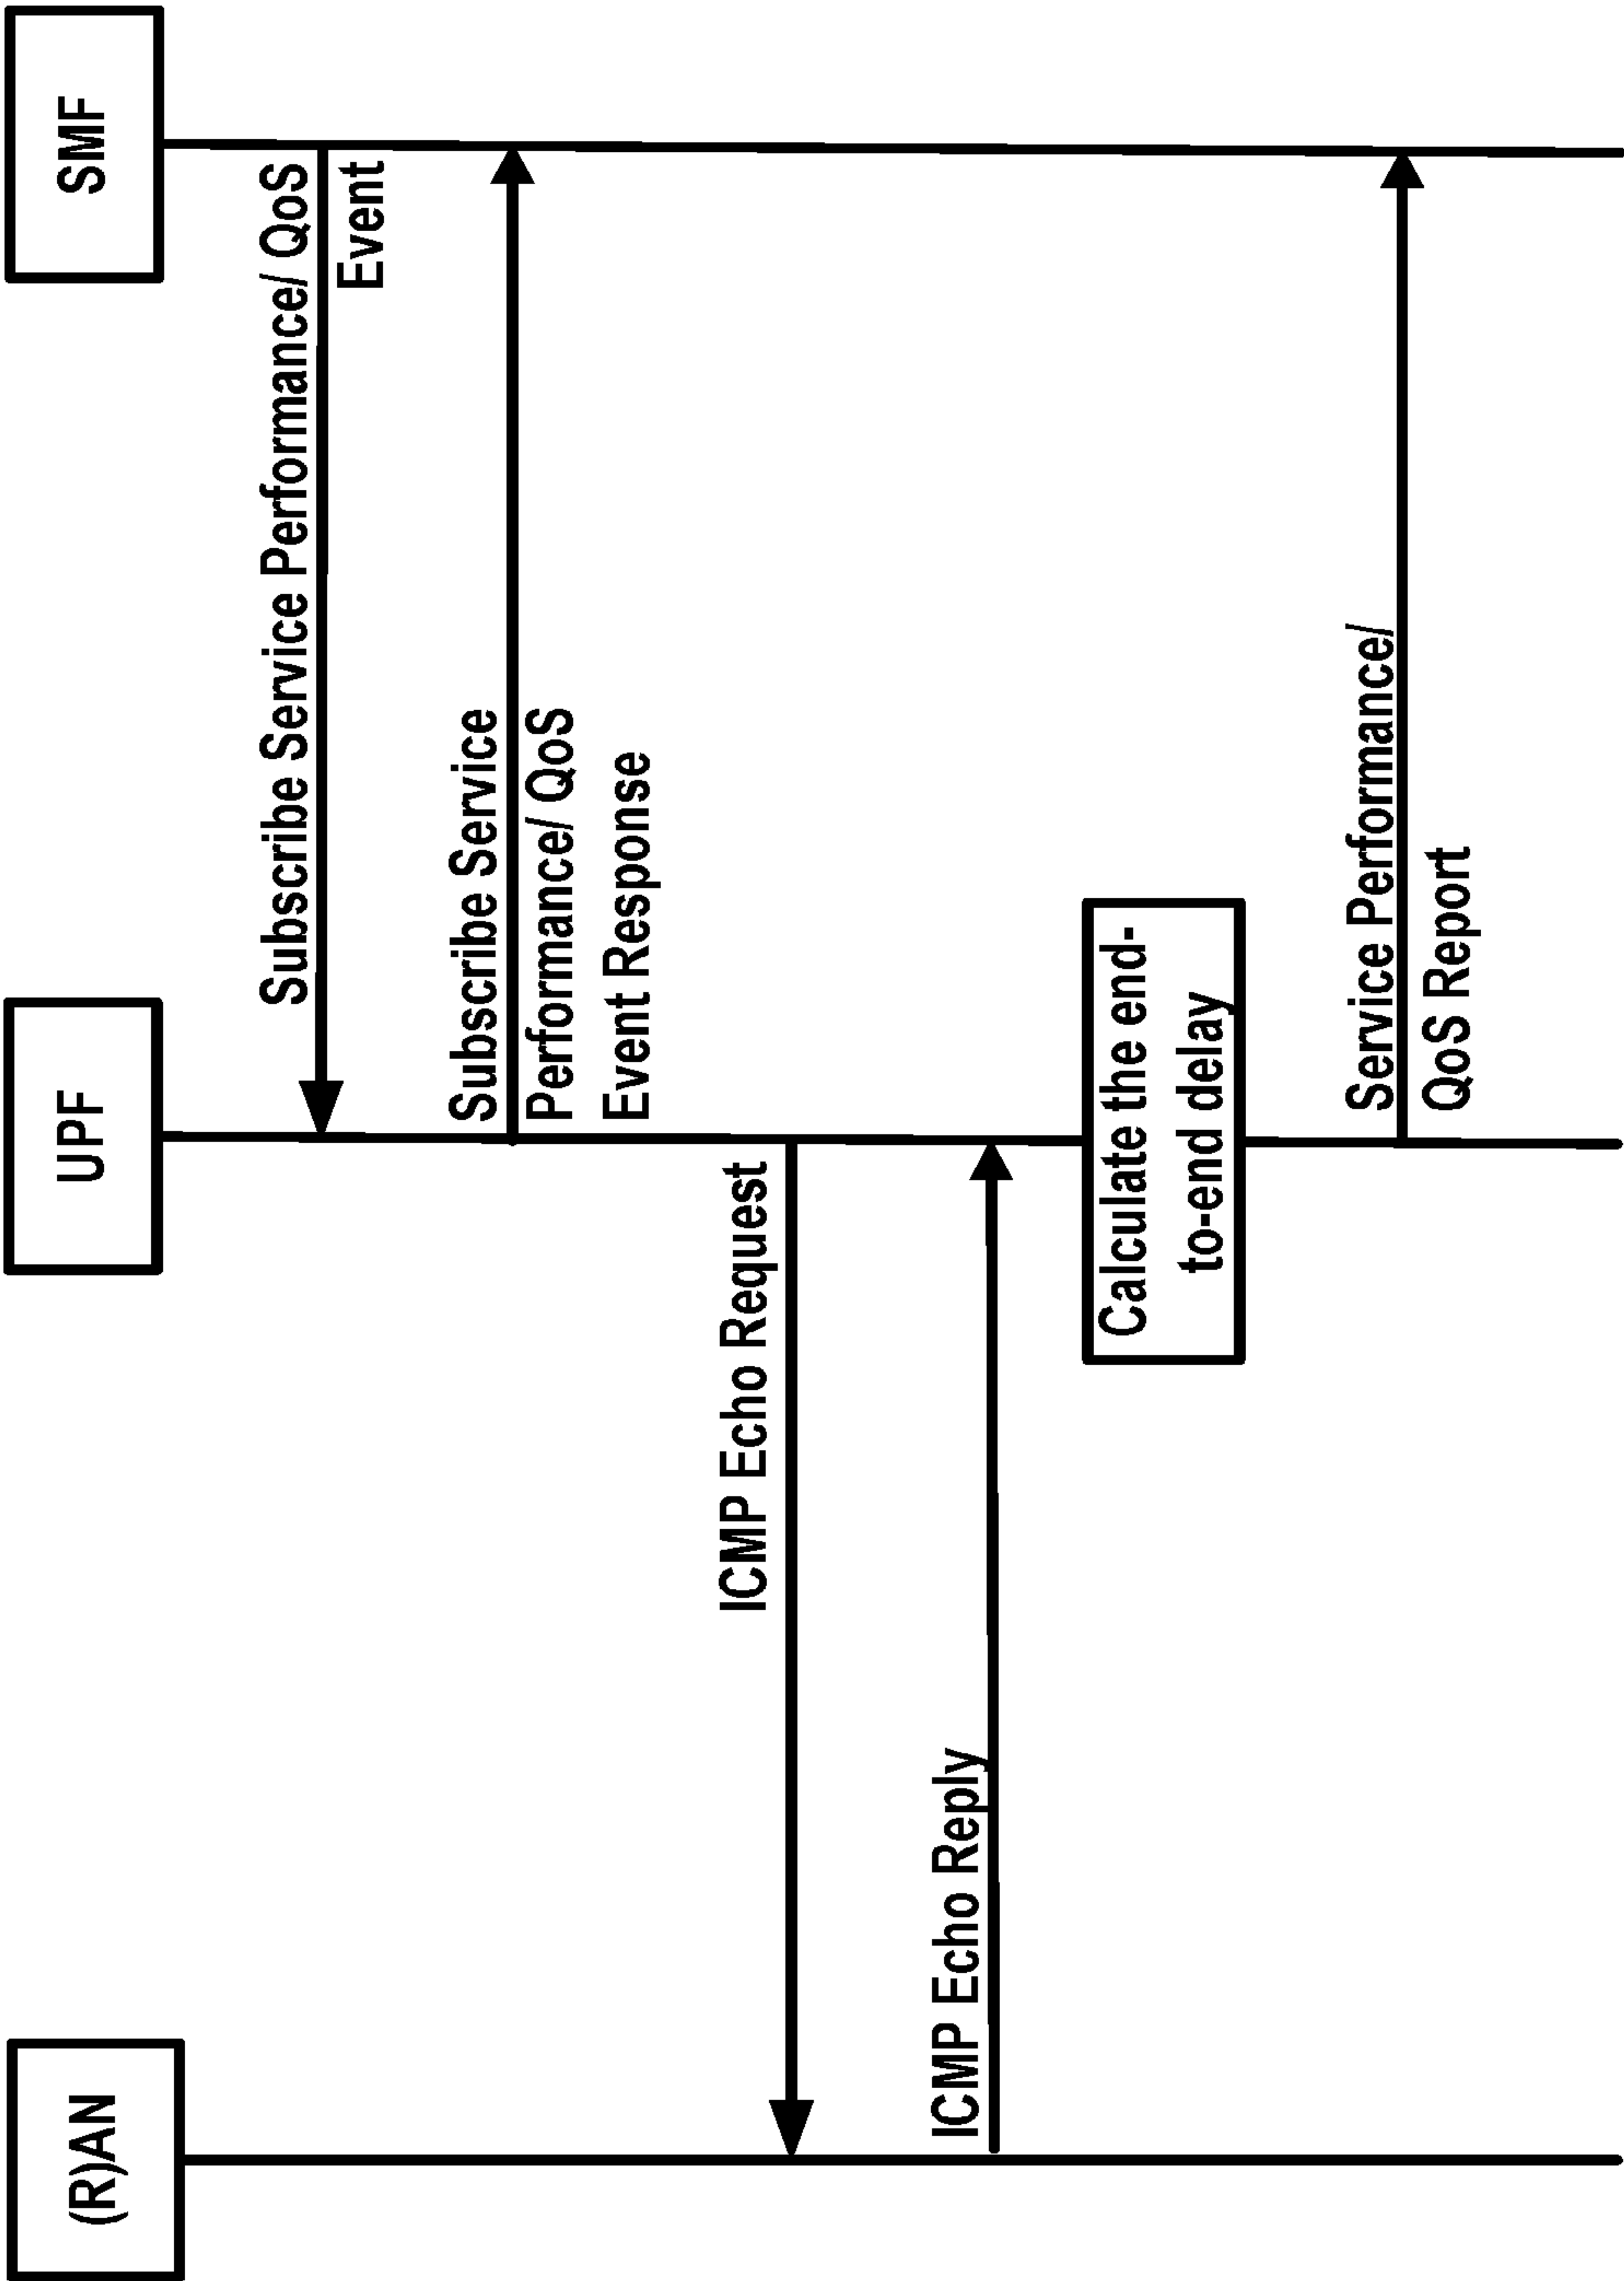 (R)AN
UPF
SMF
Subscribe Service Performance/ QoS
Event
Subscribe Service
Performance/ QoS
Event Response
ICMP Echo Request
ICMP Echo Reply
Calculate the end-
to-end delay
Service Performance/
QoS Report